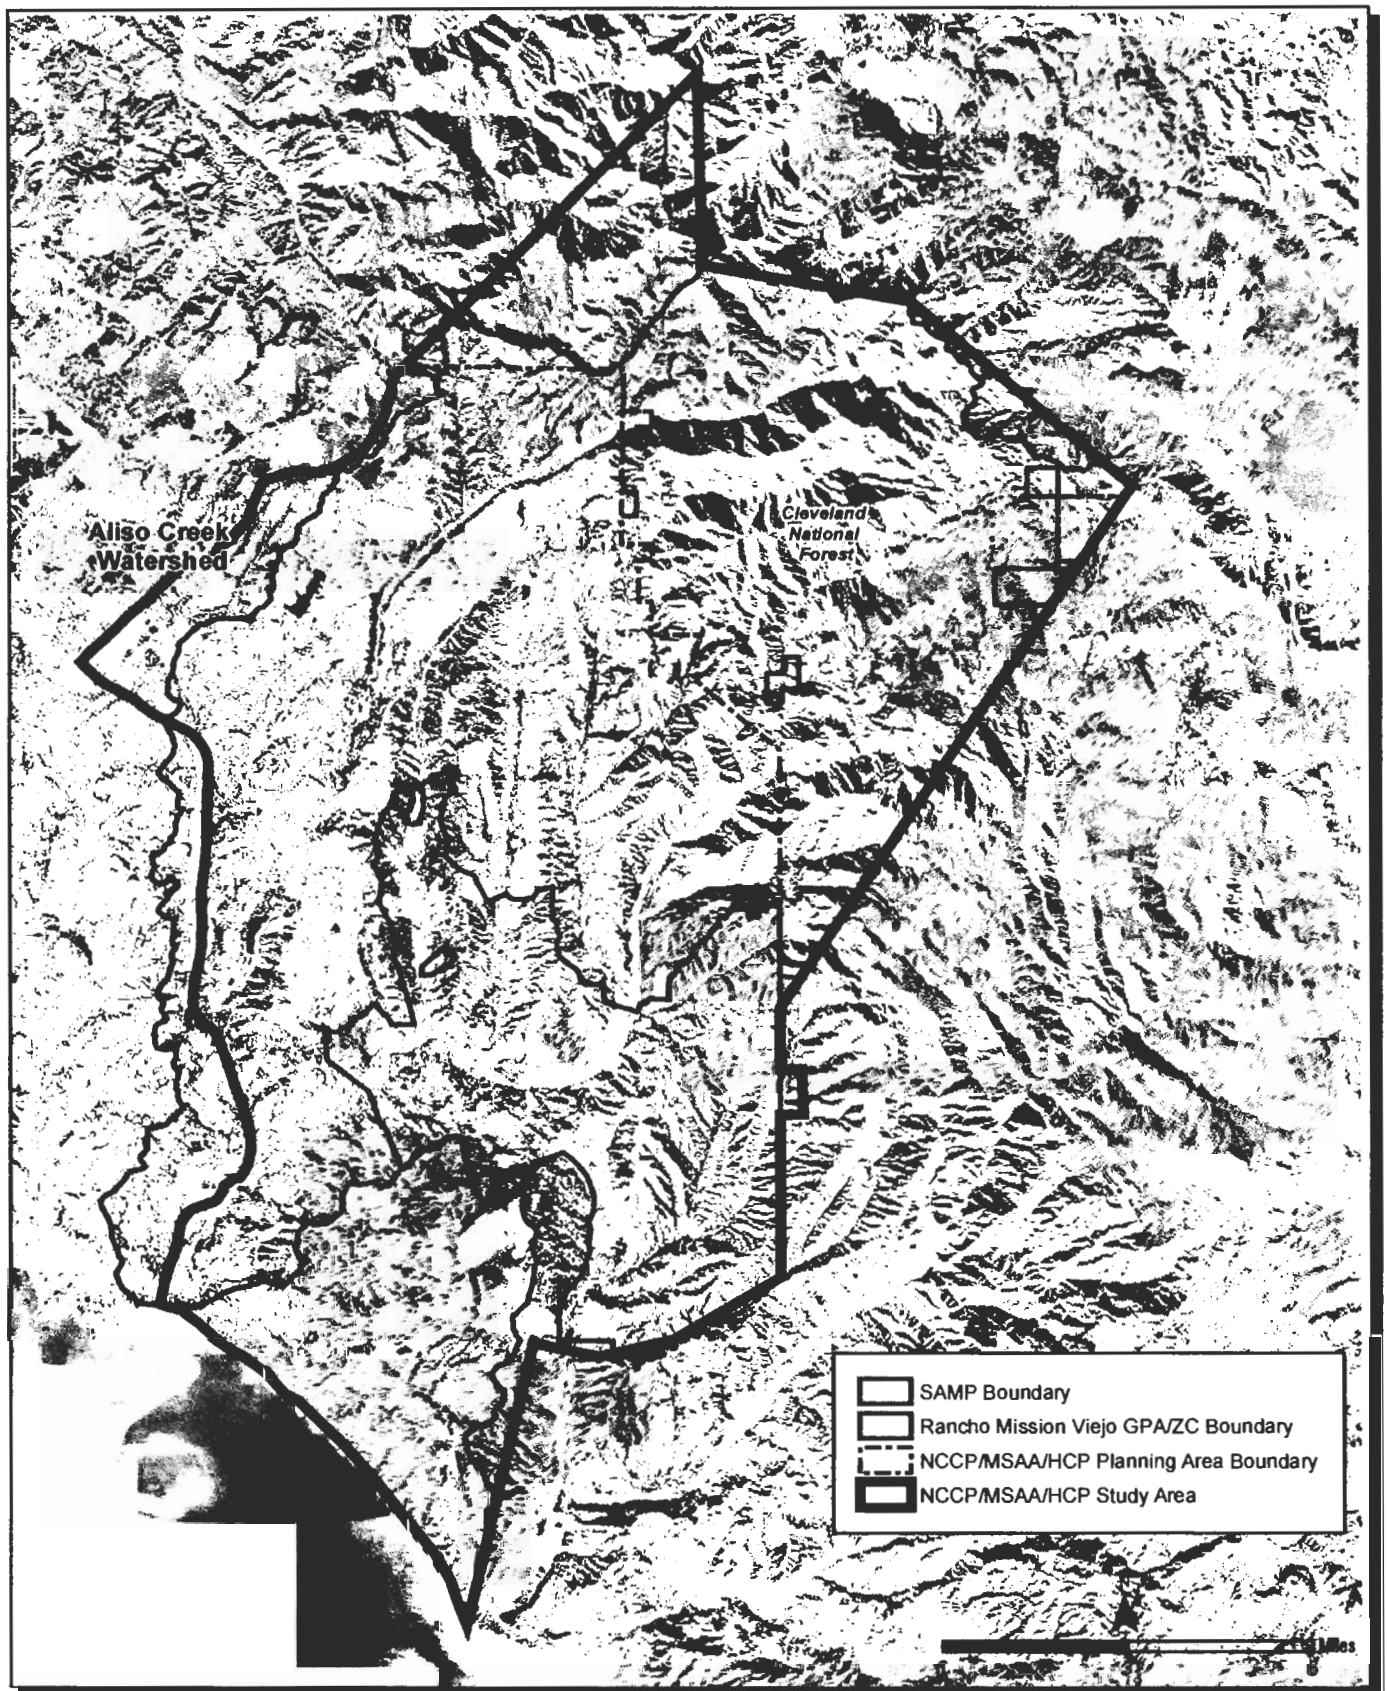 Aliso Creek
Watershed
Cleveland
National
Forest
SAMP Boundary
Rancho Mission Viejo GPA/ZC Boundary
NCCP/MSAA/HCP Planning Area Boundary
NCCP/MSAA/HCP Study Area
Miles